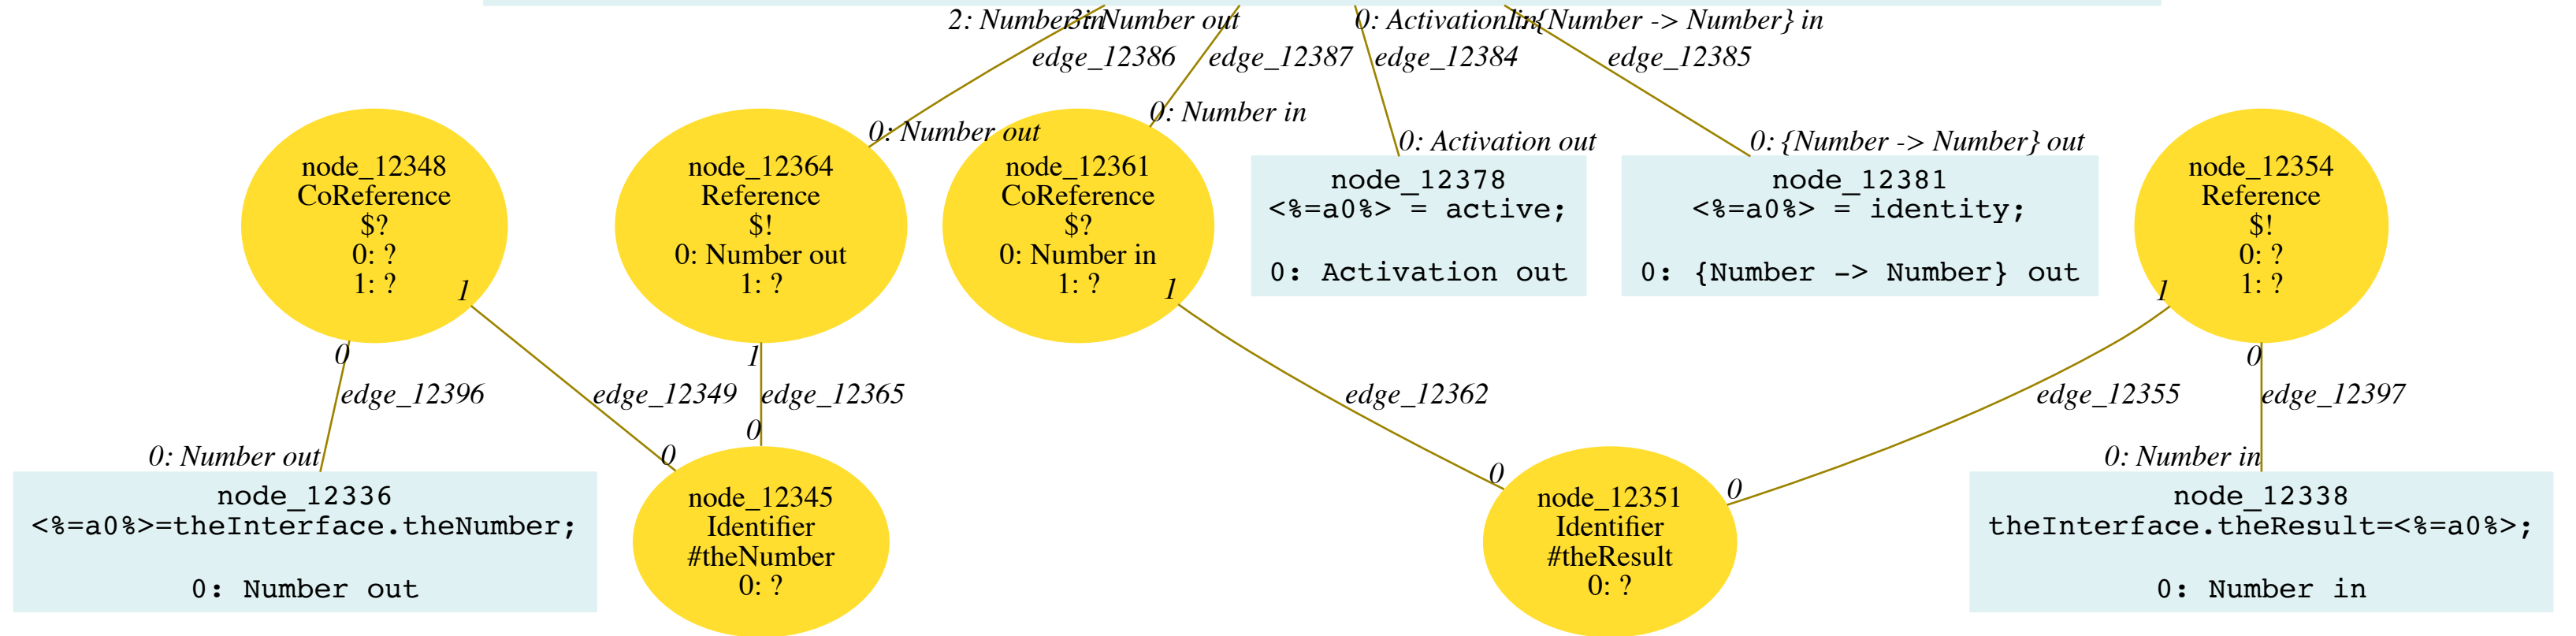 2: Number in
3: Number out
0: Activation in
1: {Number -> Number} in
edge_12386
edge_12387
edge_12384
edge_12385
0: Number out
0: Number in
0: Activation out
0: {Number -> Number} out
node_12348
CoReference
$?
0: ?
1: ?
1
0
node_12364
Reference
$!
0: Number out
1: ?
1
node_12361
CoReference
$?
0: Number in
1: ?
1
node_12378
<%=a0%> = active;
0: Activation out
node_12381
<%=a0%> = identity;
0: {Number -> Number} out
node_12354
Reference
$!
0: ?
1: ?
1
0
edge_12396
edge_12349
edge_12365
edge_12362
edge_12355
edge_12397
0: Number out
0
0
0
0
0: Number in
node_12336
<%=a0%>=theInterface.theNumber;
0: Number out
node_12345
Identifier
#theNumber
0: ?
node_12351
Identifier
#theResult
0: ?
node_12338
theInterface.theResult=<%=a0%>;
0: Number in